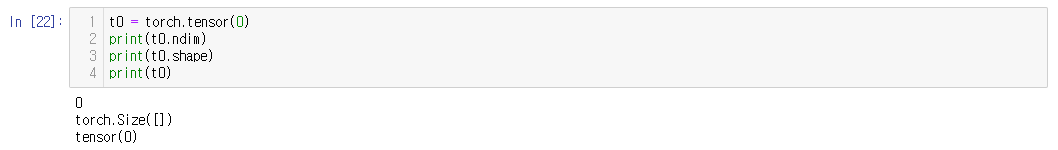 In [22]:
1 t0 = torch.tensor(0)
2 print(t0.ndim)
3 print(t0.shape)
4 print(t0)
0
torch.Size([])
tensor(0)